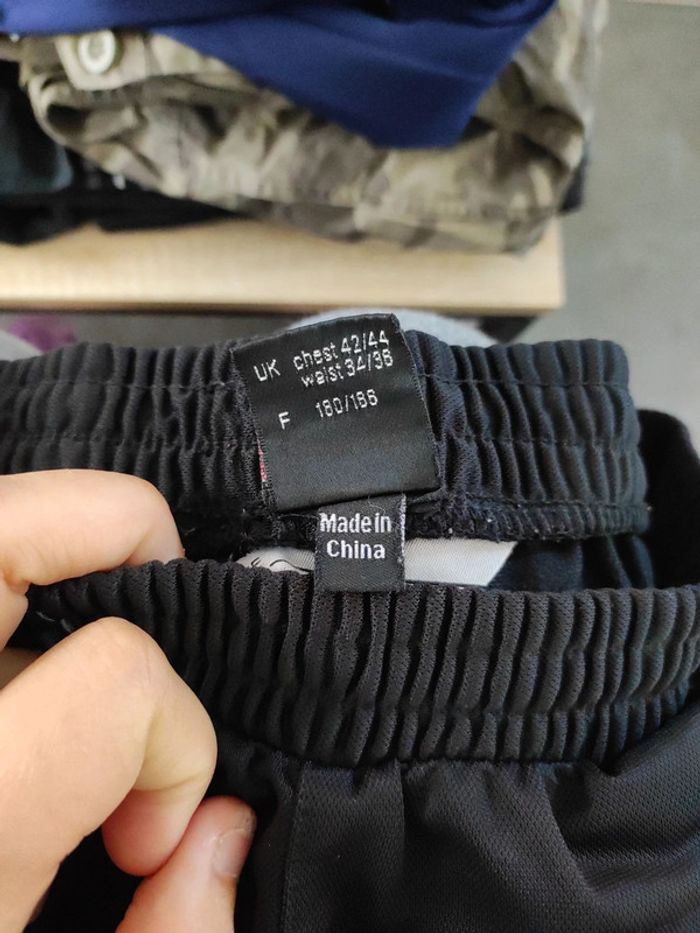 UK chest 42/44
waist 34/36
F 180/186
Made in
China